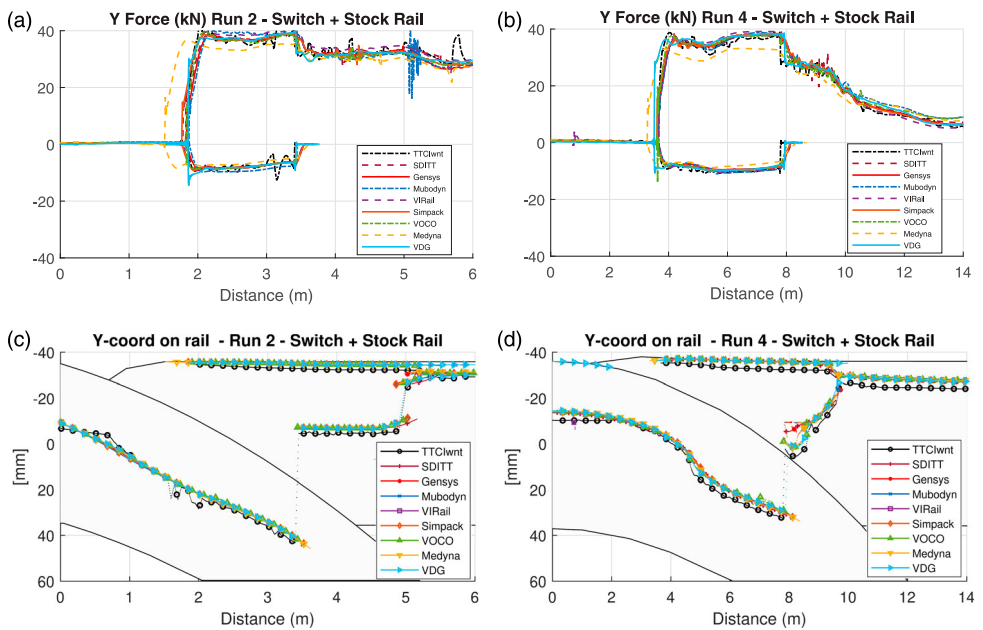 (a)
Y Force (kN) Run 2 - Switch + Stock Rail
40
20
0
-20
-40
0
1
2
3
4
5
6
Distance (m)
TTCIwnt
SDITT
Gensys
Mubodyn
VIRail
Simpack
VOCO
Medyna
VDG
(b)
Y Force (kN) Run 4 - Switch + Stock Rail
40
20
0
-20
-40
0
2
4
6
8
10
12
14
Distance (m)
TTCIwnt
SDITT
Gensys
Mubodyn
VIRail
Simpack
VOCO
Medyna
VDG
(c)
Y-coord on rail - Run 2 - Switch + Stock Rail
[mm]
-40
-20
0
20
40
60
0
1
2
3
4
5
6
Distance (m)
TTCIwnt
SDITT
Gensys
Mubodyn
VIRail
Simpack
VOCO
Medyna
VDG
(d)
Y-coord on rail - Run 4 - Switch + Stock Rail
[mm]
-40
-20
0
20
40
60
0
2
4
6
8
10
12
14
Distance (m)
TTCIwnt
SDITT
Gensys
Mubodyn
VIRail
Simpack
VOCO
Medyna
VDG